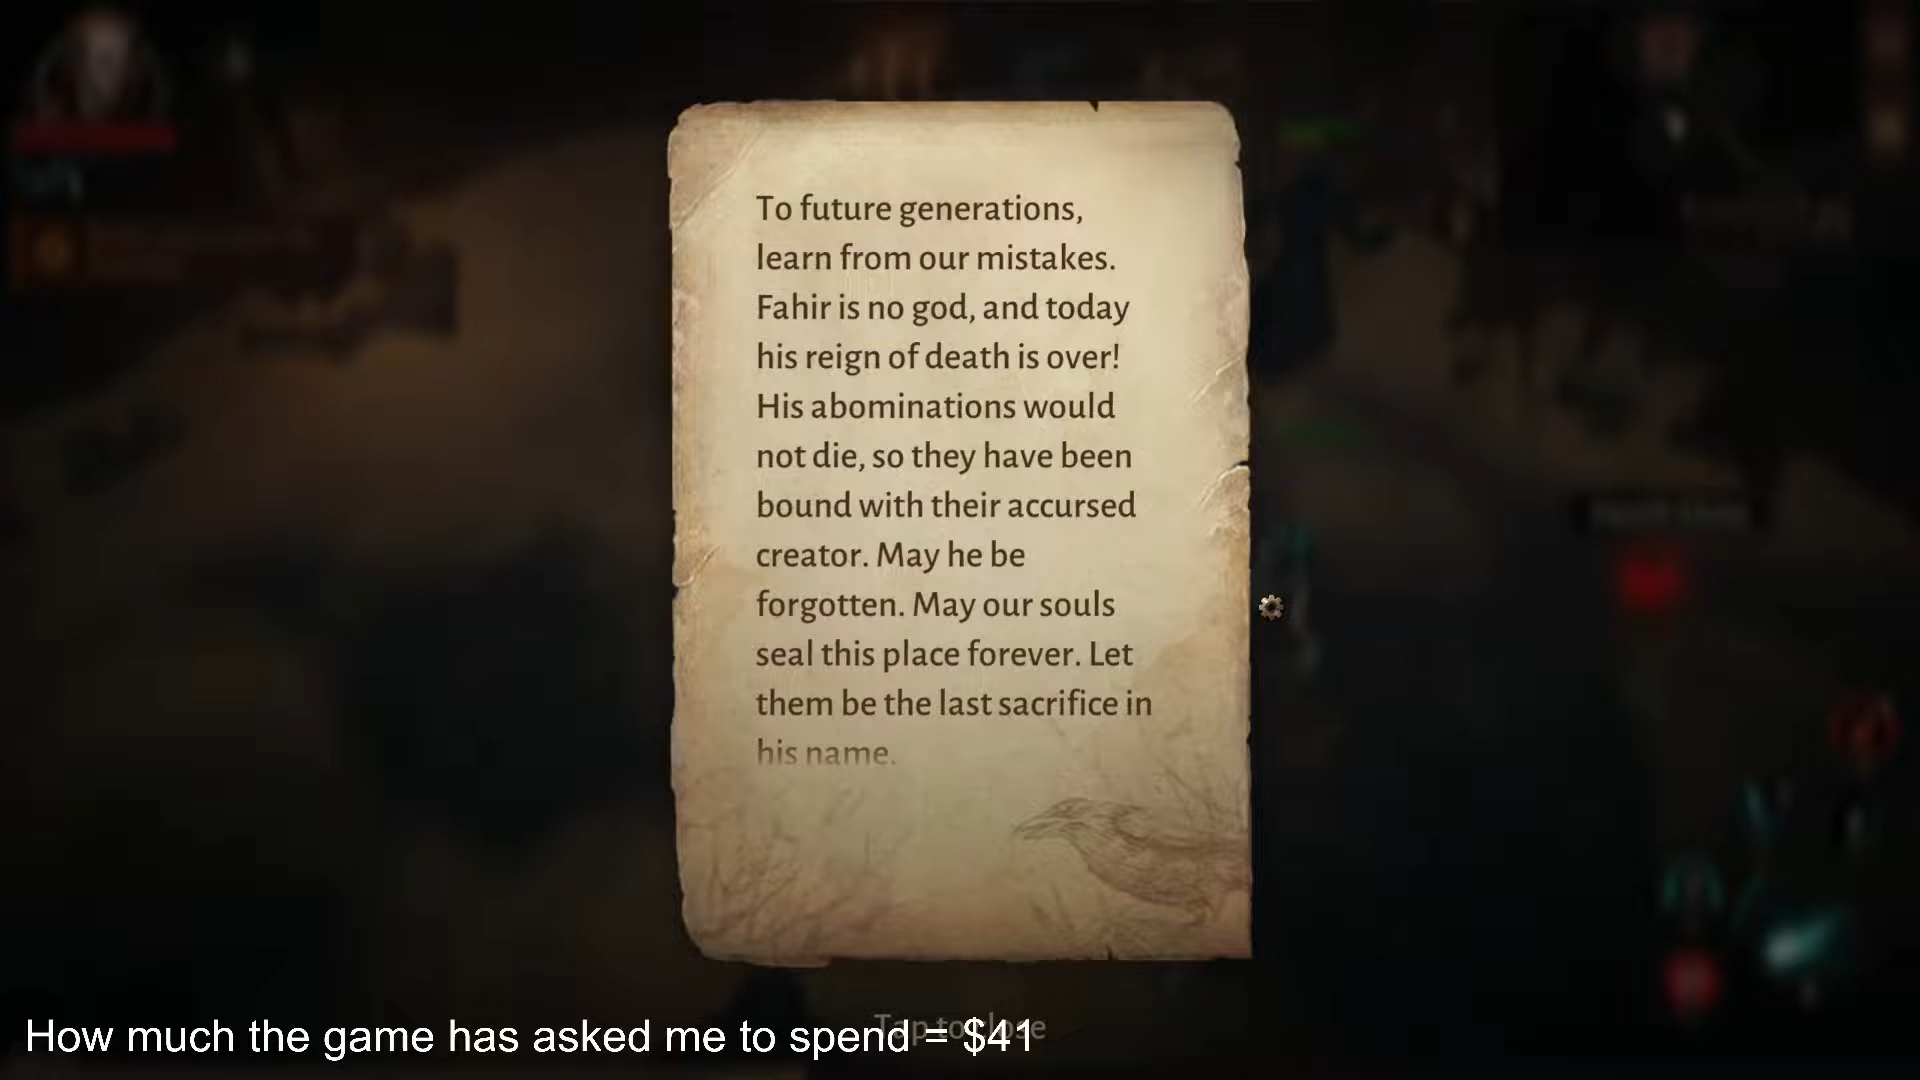 To future generations,
learn from our mistakes.
Fahir is no god, and today
his reign of death is over!
His abominations would
not die, so they have been
bound with their accursed
creator. May he be
forgotten. May our souls
seal this place forever. Let
them be the last sacrifice in
his name.
Tap to close
How much the game has asked me to spend = $41